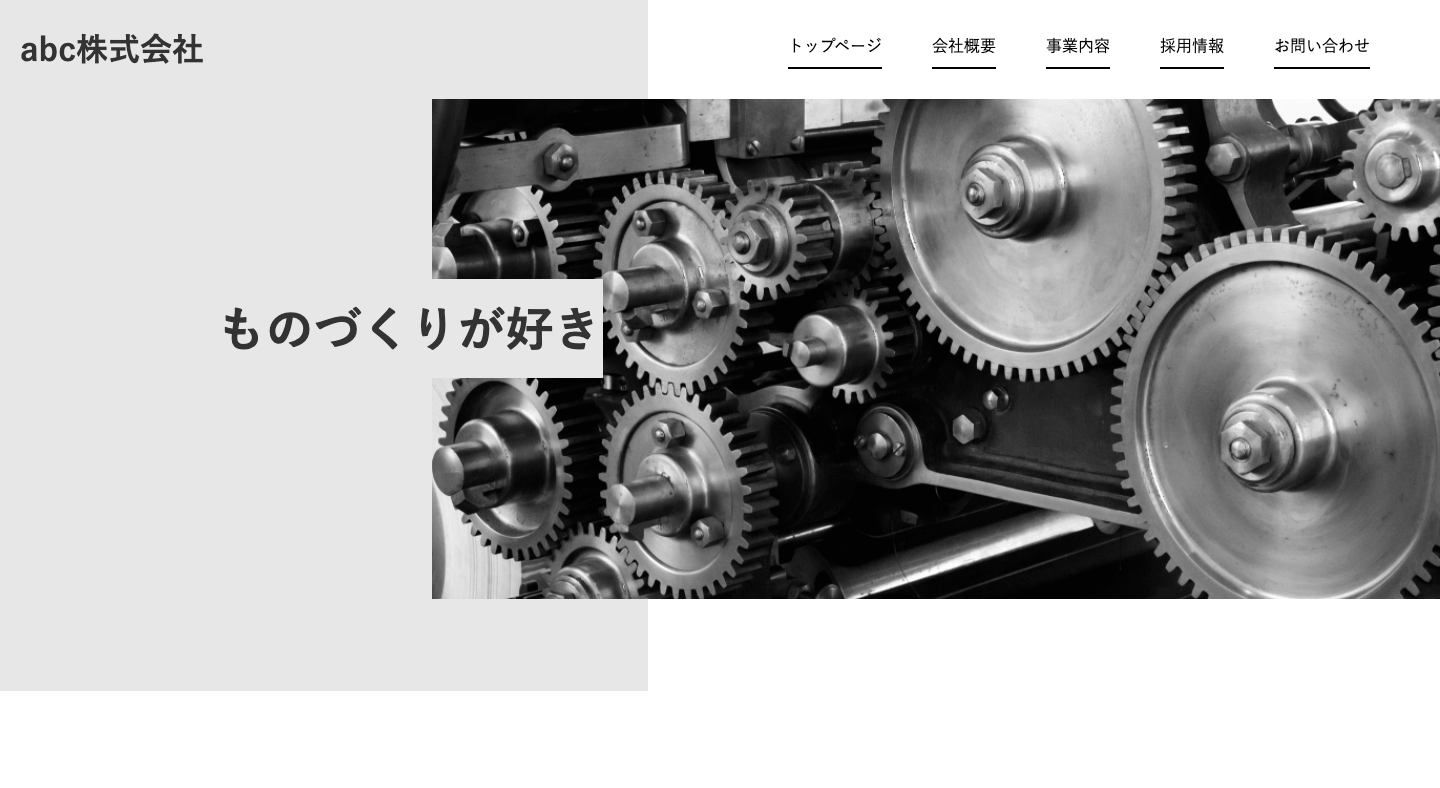 abc株式会社
トップページ
会社概要
事業内容
採用情報
お問い合わせ
ものづくりが好き